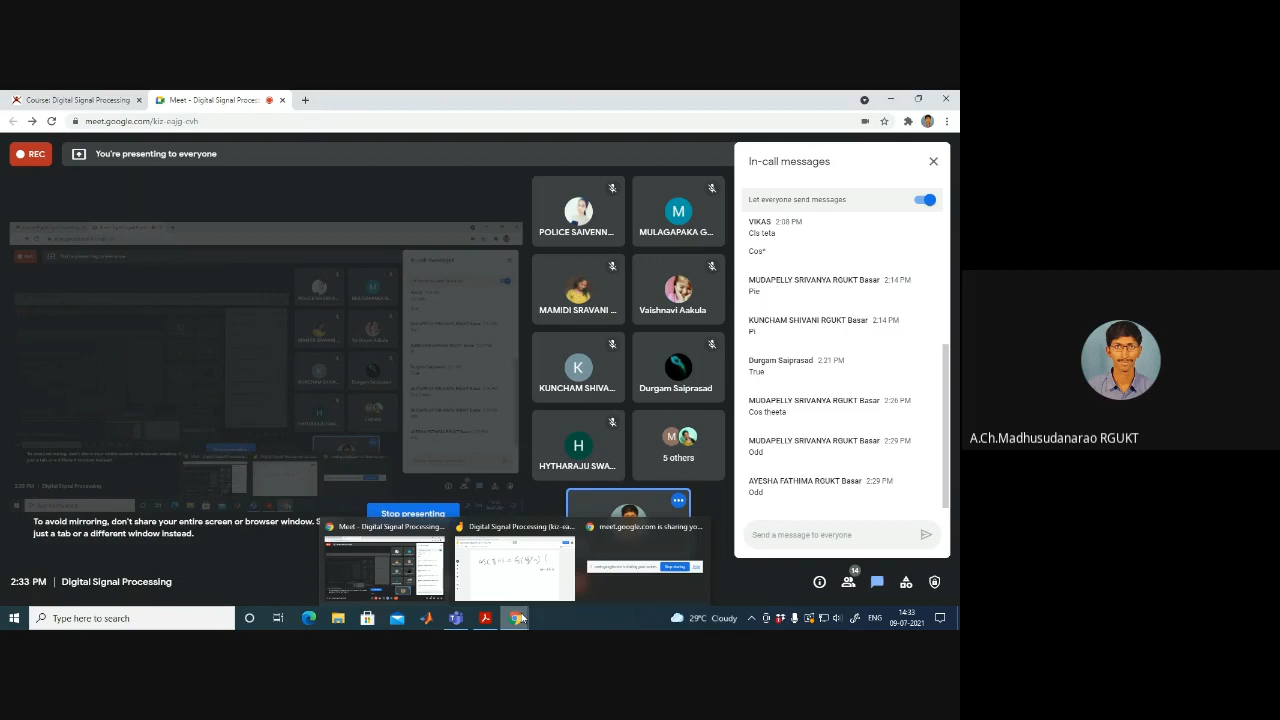 Course: Digital Signal Processing
Meet - Digital Signal Proces
meet.google.com/kiz-eajg-cvh
REC
You're presenting to everyone
POLICE SAIVENN...
MULAGAPAKA G...
M
MAMIDI SRAVANI ...
Vaishnavi Aakula
K
KUNCHAM SHIVA...
Durgam Saiprasad
H
HYTHARAJU SWA...
M
5 others
In-call messages
Let everyone send messages
VIKAS 2:08 PM
Cls teta
Cos*
MUDAPELLY SRIVANYA RGUKT Basar 2:14 PM
Pie
KUNCHAM SHIVANI RGUKT Basar 2:14 PM
Pi
Durgam Saiprasad 2:21 PM
True
MUDAPELLY SRIVANYA RGUKT Basar 2:26 PM
Cos theeta
MUDAPELLY SRIVANYA RGUKT Basar 2:29 PM
Odd
AYESHA FATHIMA RGUKT Basar 2:29 PM
Odd
Send a message to everyone
14
Stop presenting
To avoid mirroring, don't share your entire screen or browser window. S
just a tab or a different window instead.
Meet - Digital Signal Processing...
Digital Signal Processing (kiz-ea...
meet.google.com is sharing yo...
Stop sharing
2:33 PM | Digital Signal Processing
Type here to search
29°C Cloudy
ENG
14:33
09-07-2021
A.Ch.Madhusudanarao RGUKT